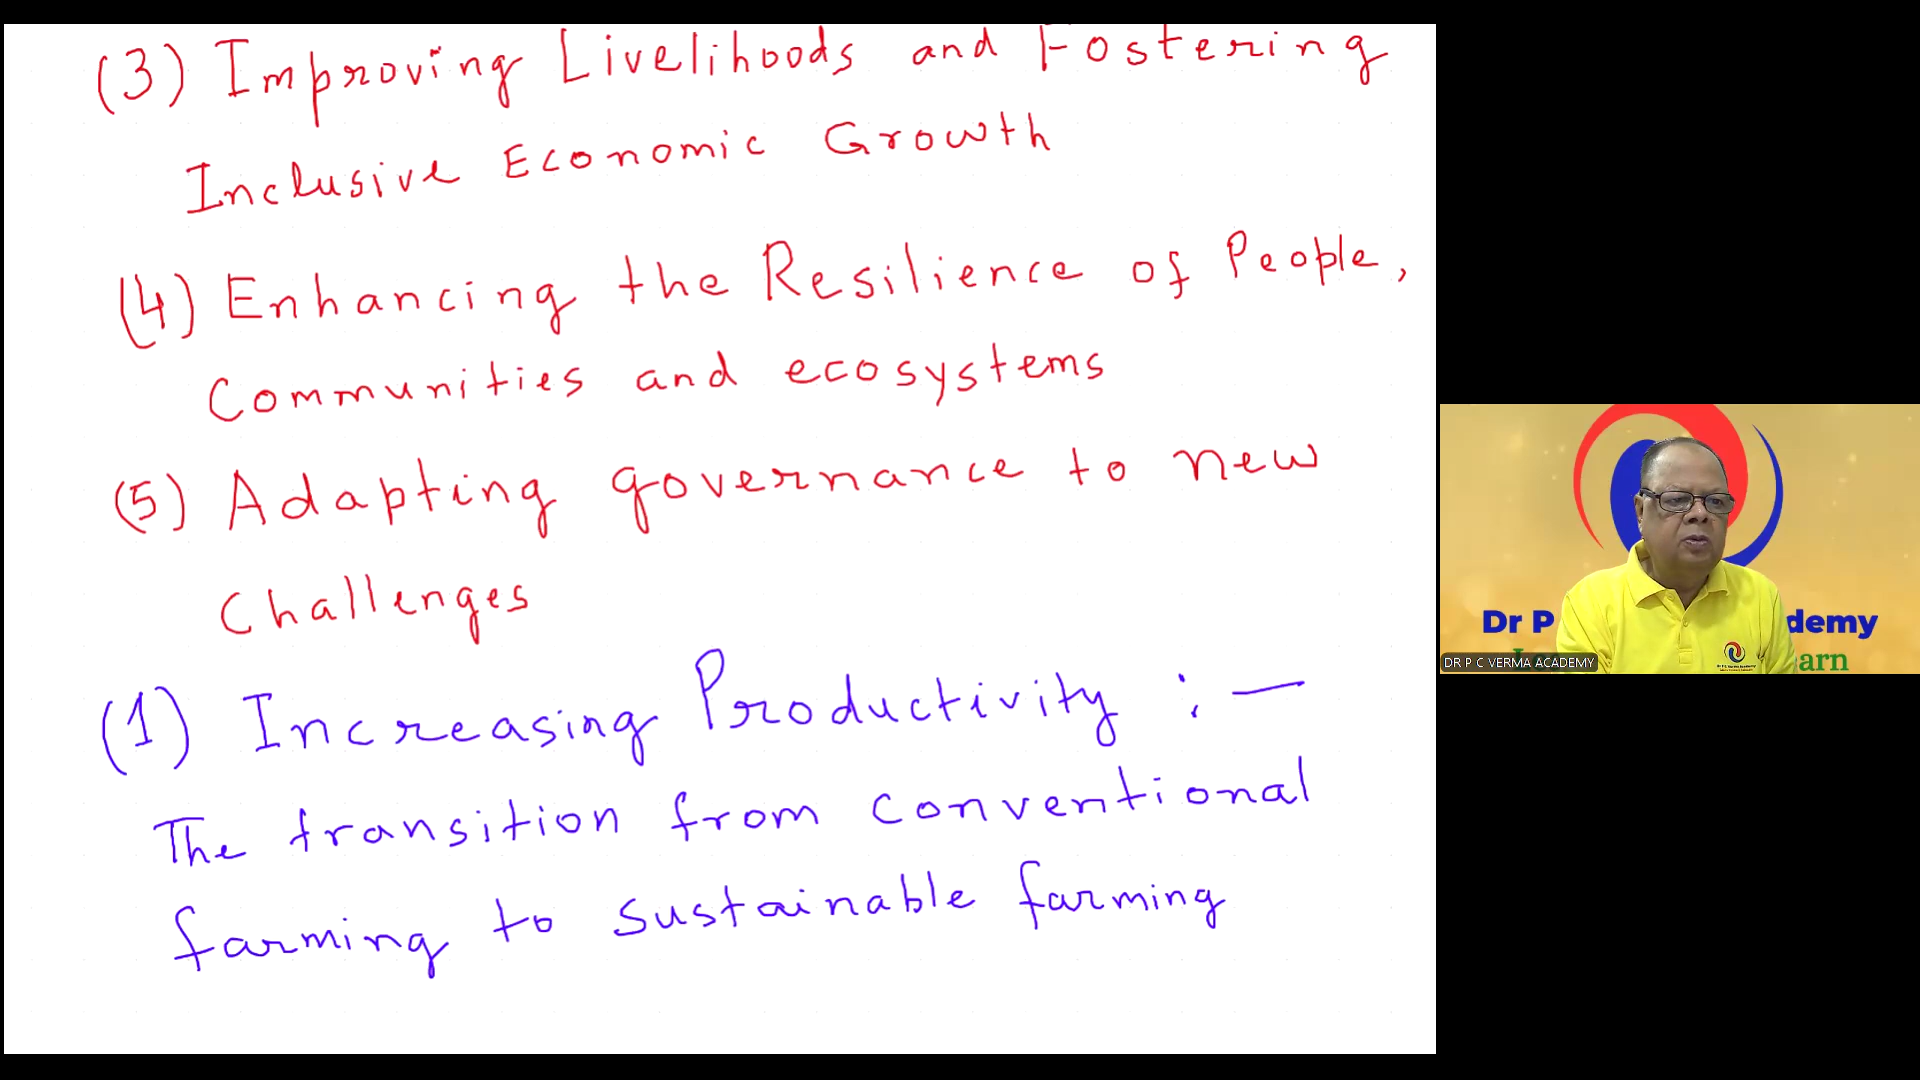 (3) Improving Livelihoods and Fostering
Inclusive Economic Growth
(4) Enhancing the Resilience of People,
Communities and ecosystems
(5) Adapting governance to new
Challenges
(1) Increasing Productivity :—
The transition from conventional
farming to sustainable farming
Dr P demy
DR P C VERMA ACADEMY
arn